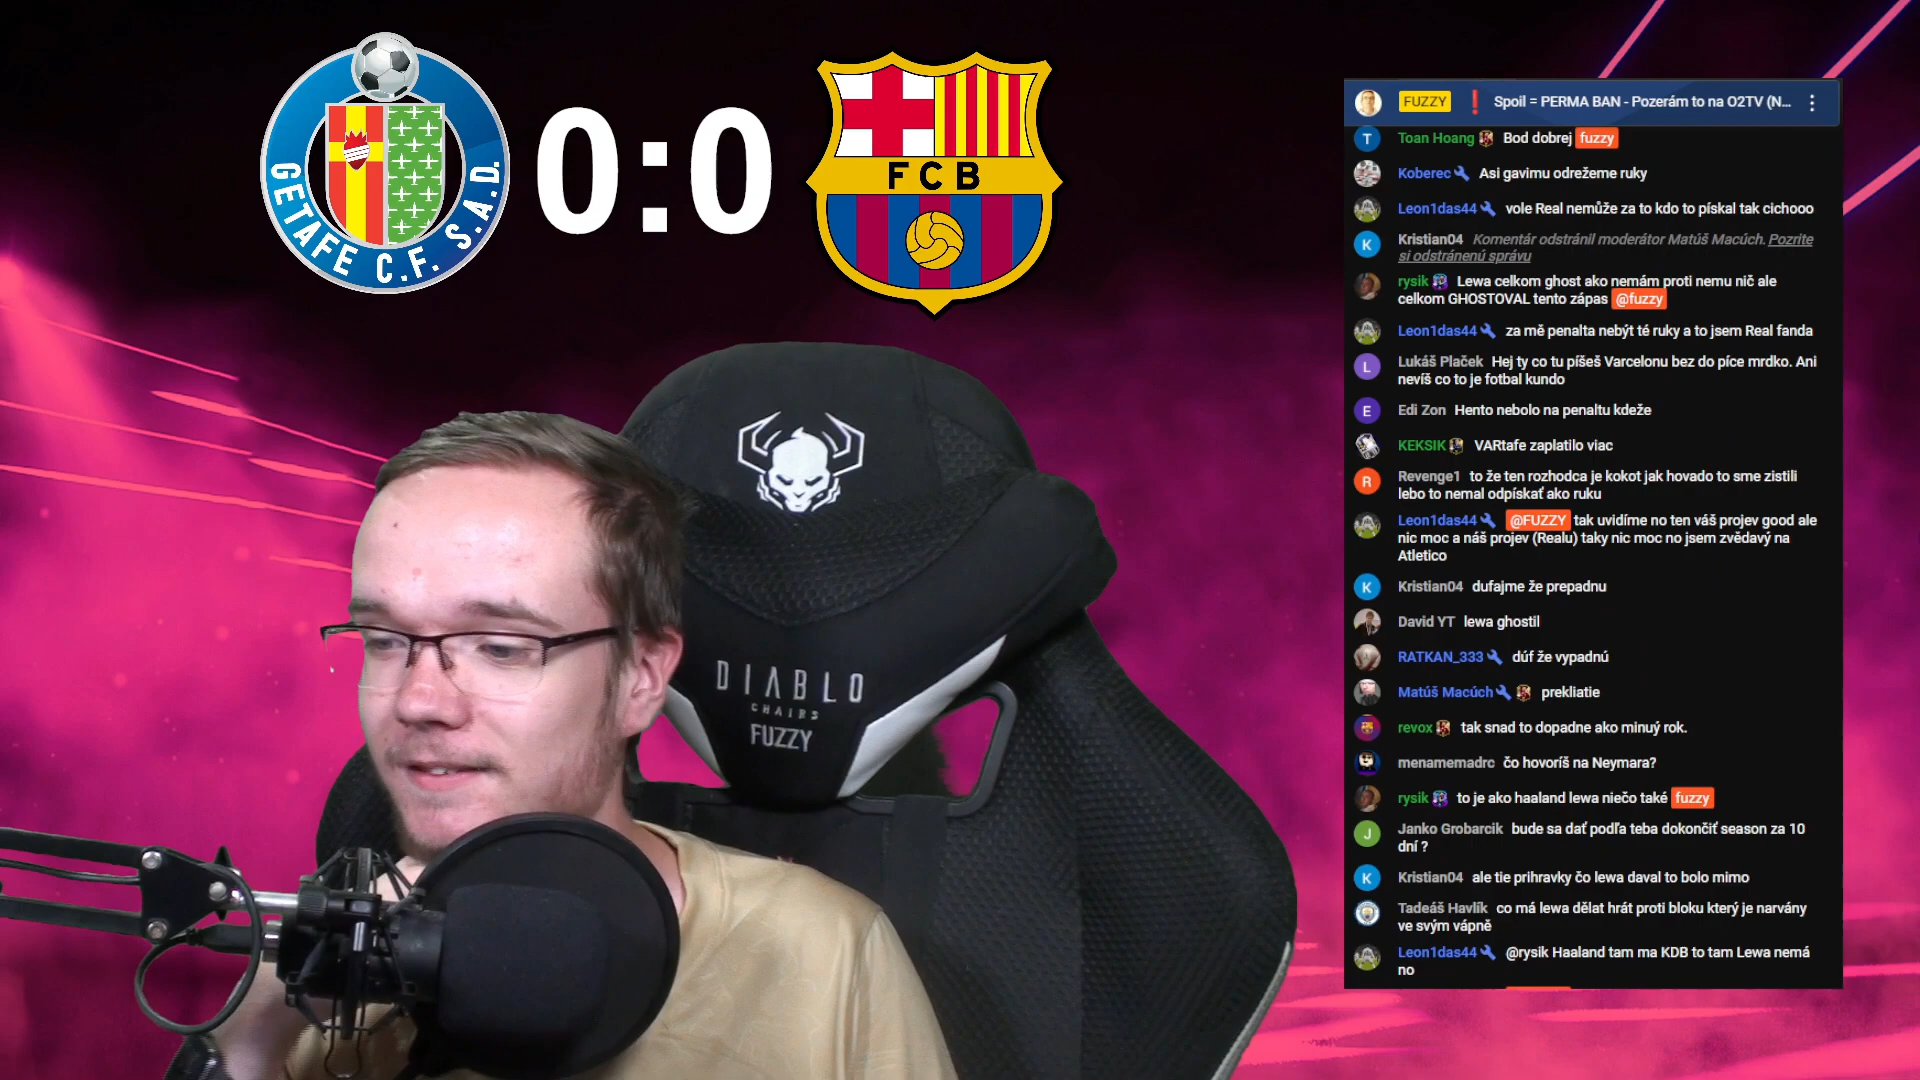 GETAFE C.F. S.A.D.
0:0
FCB
DIABLO
CHAIRS
FUZZY
FUZZY ❗ Spoil = PERMA BAN - Pozerám to na O2TV (N...
T Toan Hoang Bod dobrej fuzzy
Koberec Asi gavimu odrežeme ruky
Leon1das44 vole Real nemůže za to kdo to pískal tak cichooo
K Kristian04 Komentár odstránil moderátor Matúš Macúch. Pozrite
si odstránenú správu
rysik Lewa celkom ghost ako nemám proti nemu nič ale
celkom GHOSTOVAL tento zápas @fuzzy
Leon1das44 za mě penalta nebýt té ruky a to jsem Real fanda
L Lukáš Plaček Hej ty co tu píšeš Varcelonu bez do píce mrdko. Ani
nevíš co to je fotbal kundo
E Edi Zon Hento nebolo na penaltu kdeže
KEKSIK VARtafe zaplatilo viac
R Revenge1 to že ten rozhodca je kokot jak hovado to sme zistili
lebo to nemal odpískať ako ruku
Leon1das44 @FUZZY tak uvidíme no ten váš projev good ale
nic moc a náš projev (Realu) taky nic moc no jsem zvědavý na
Atletico
K Kristian04 dufajme že prepadnu
David YT lewa ghostil
RATKAN_333 dúf že vypadnú
Matúš Macúch prekliatie
revox tak snad to dopadne ako minuý rok.
menamemadrc čo hovoríš na Neymara?
rysik to je ako haaland lewa niečo také fuzzy
J Janko Grobarcik bude sa dať podľa teba dokončiť season za 10
dní ?
K Kristian04 ale tie prihravky čo lewa daval to bolo mimo
Tadeáš Havlík co má lewa dělat hrát proti bloku který je narvány
ve svým vápně
Leon1das44 @rysik Haaland tam ma KDB to tam Lewa nemá
no